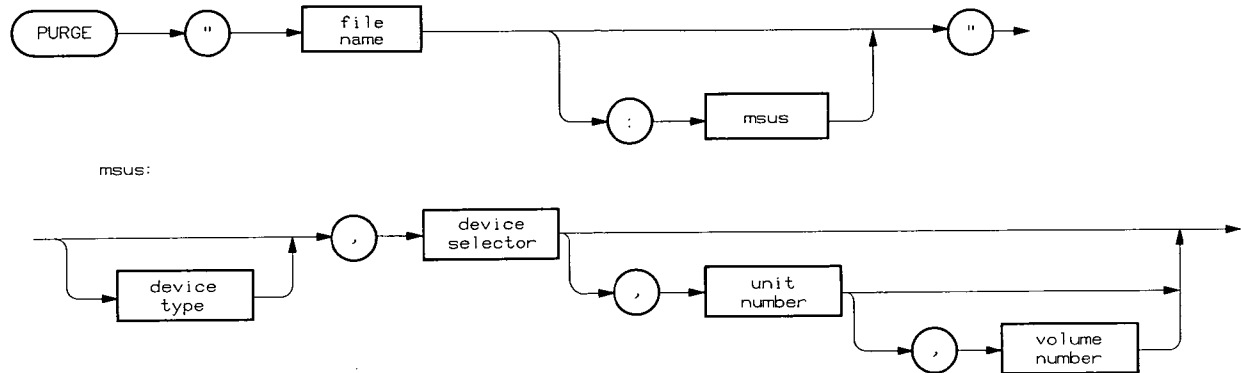 PURGE " file name "
: msus
msus:
, device selector
device type , unit number
, volume number